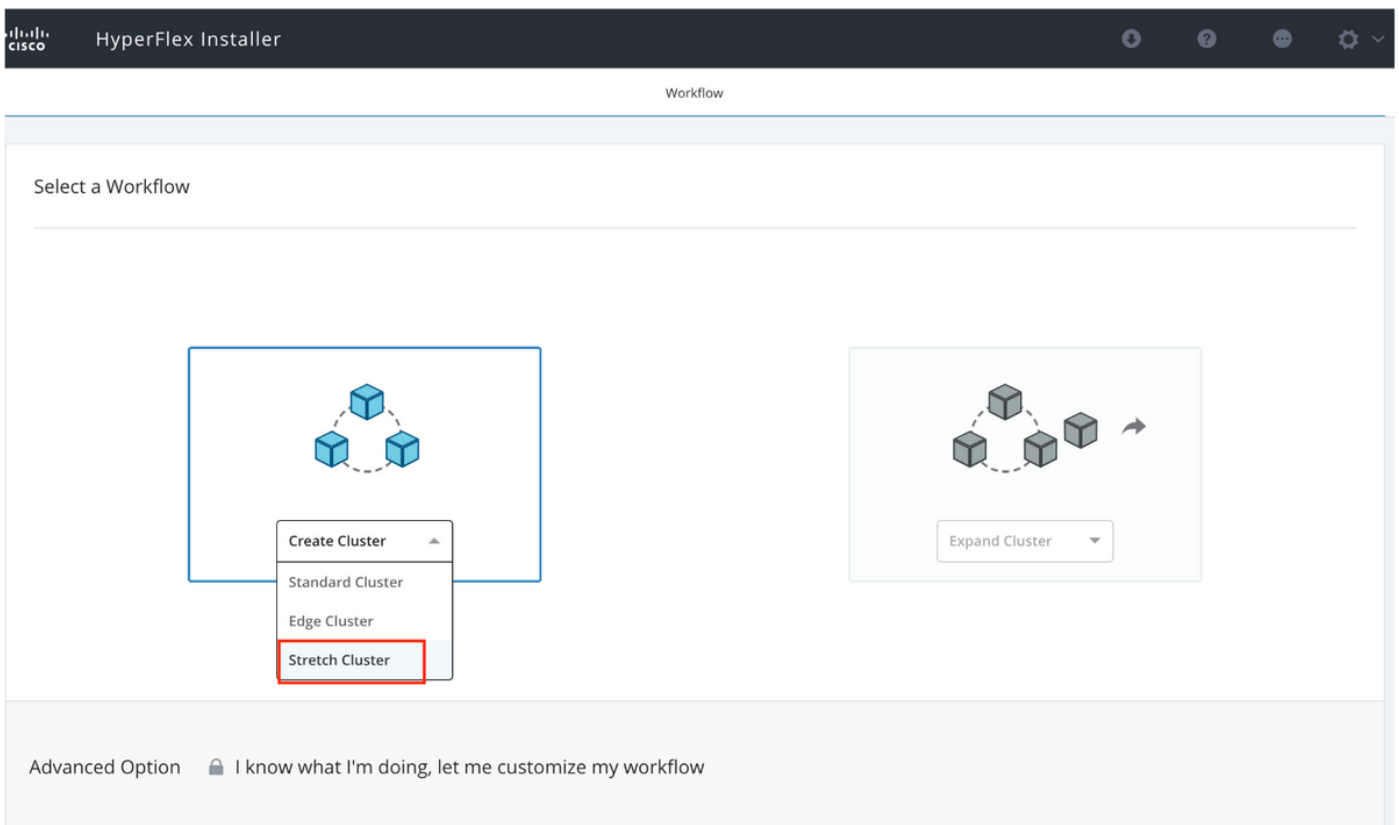 CISCO
HyperFlex Installer
Workflow
Select a Workflow
Create Cluster
Standard Cluster
Edge Cluster
Stretch Cluster
Expand Cluster
Advanced Option
I know what I'm doing, let me customize my workflow